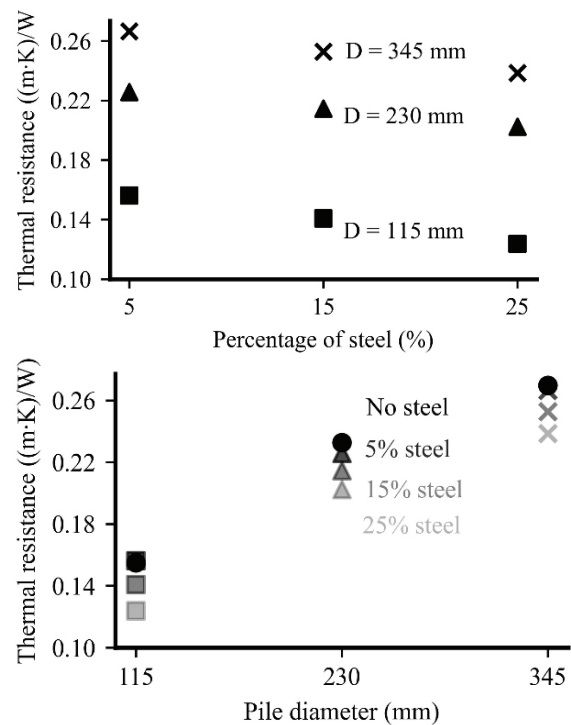 Thermal resistance ((m·K)/W
0.26
0.22
0.18
0.14
0.10
D = 345 mm
D = 230 mm
D = 115 mm
5
15
25
Percentage of steel (%)
Thermal resistance ((m·K)/W)
0.26
0.22
0.18
0.14
0.10
No steel
5% steel
15% steel
25% steel
115
230
345
Pile diameter (mm)